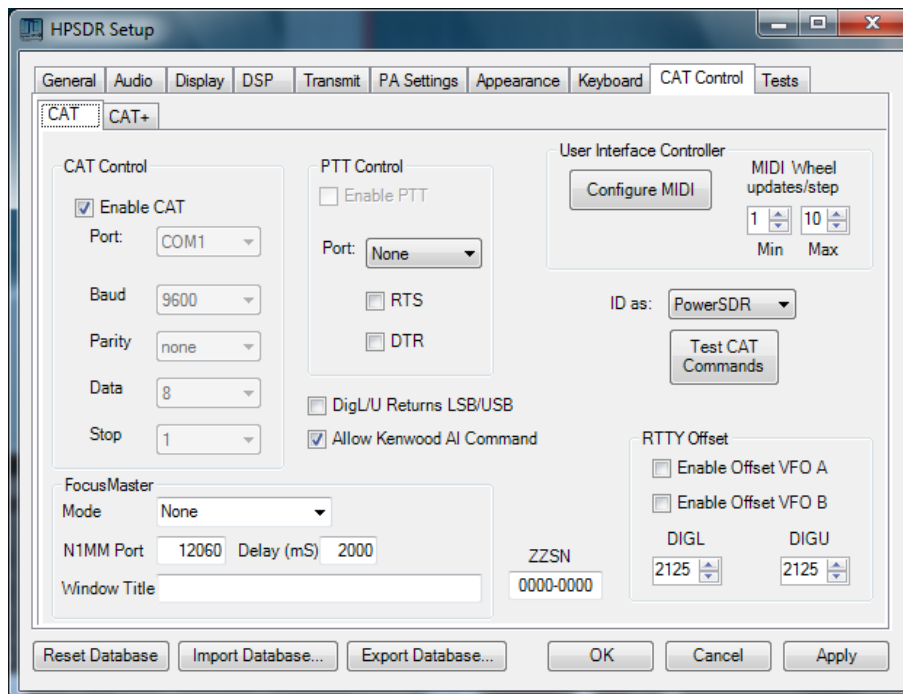 HPSDR Setup
General Audio Display DSP Transmit PA Settings Appearance Keyboard CAT Control Tests
CAT CAT+
CAT Control
Enable CAT
Port: COM1
Baud 9600
Parity none
Data 8
Stop 1
PTT Control
Enable PTT
Port: None
RTS
DTR
User Interface Controller
Configure MIDI
MIDI Wheel
updates/step
1 10
Min Max
ID as: PowerSDR
Test CAT
Commands
DigL/U Returns LSB/USB
Allow Kenwood AI Command
RTTY Offset
Enable Offset VFO A
Enable Offset VFO B
DIGL DIGU
2125 2125
FocusMaster
Mode None
N1MM Port 12060 Delay (mS) 2000
Window Title
ZZSN
0000-0000
Reset Database Import Database... Export Database... OK Cancel Apply